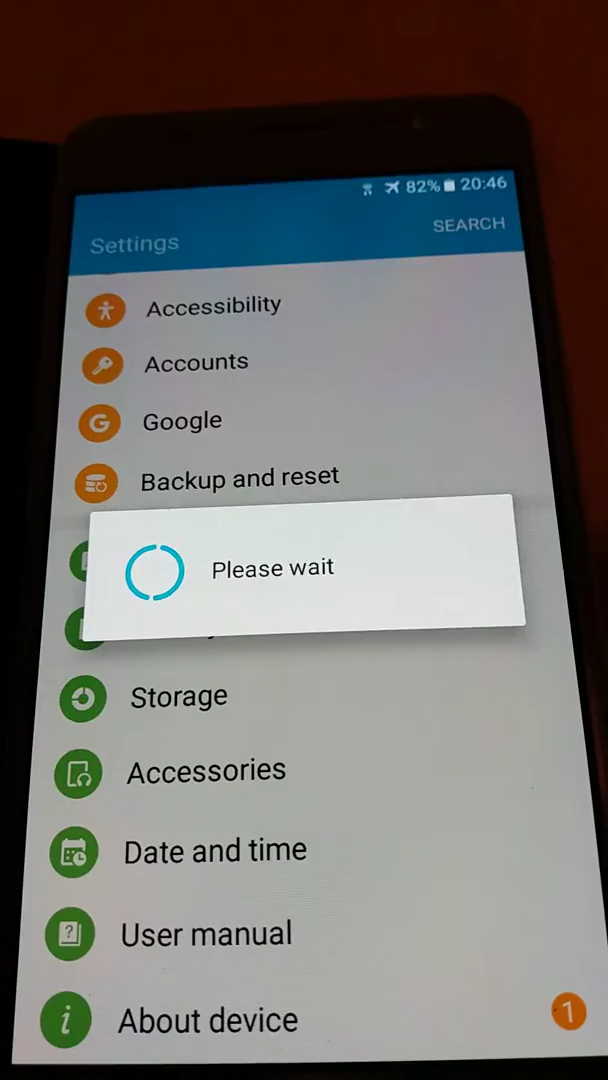 82% 20:46
Settings
SEARCH
Accessibility
Accounts
Google
Backup and reset
Please wait
Storage
Accessories
Date and time
User manual
About device
1